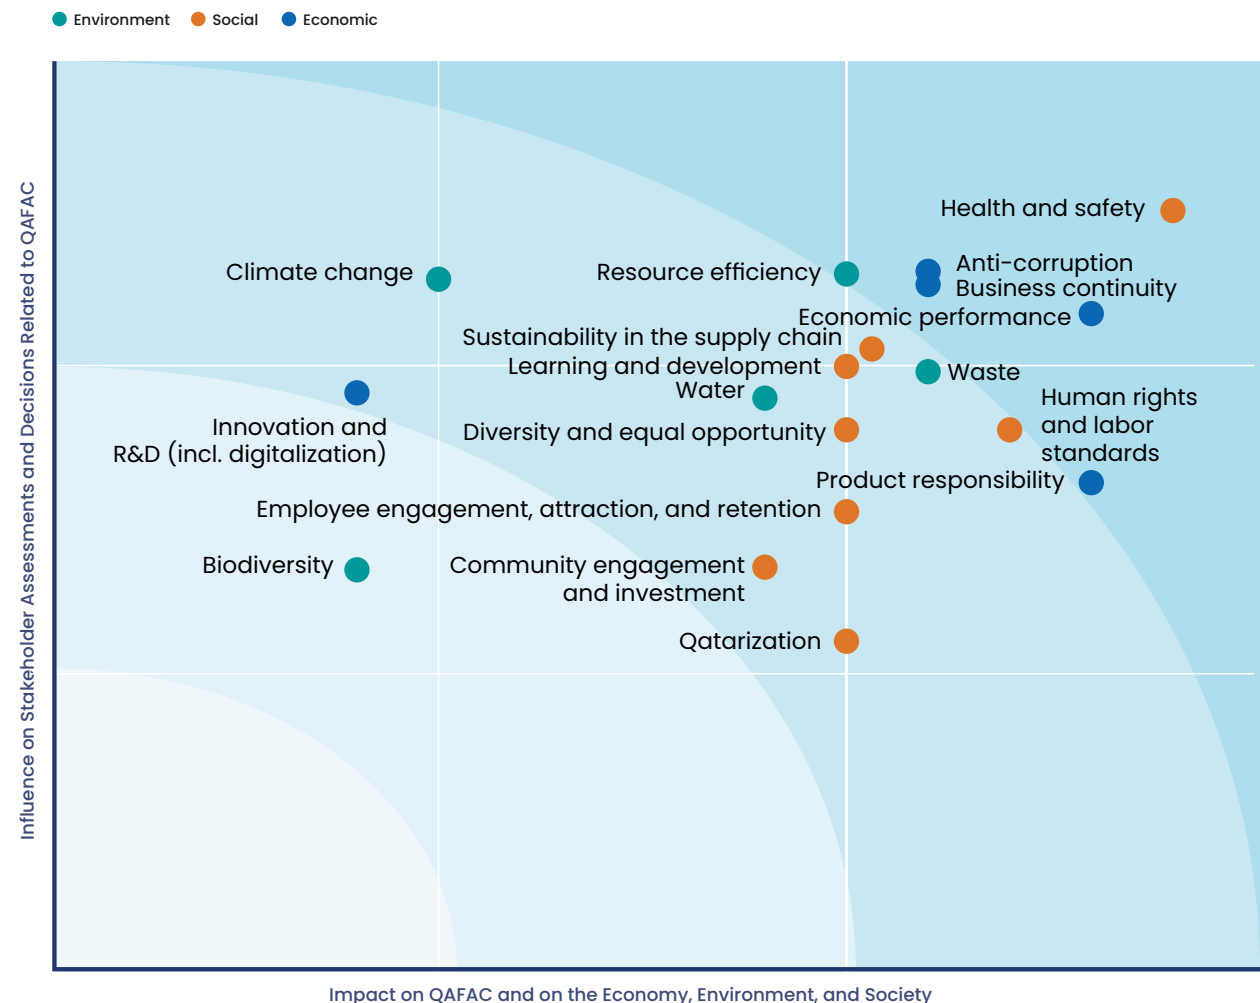 Environment
Social
Economic
Influence on Stakeholder Assessments and Decisions Related to QAFAC
Health and safety
Climate change
Resource efficiency
Anti-corruption
Business continuity
Economic performance
Sustainability in the supply chain
Learning and development
Waste
Water
Human rights
and labor
standards
Innovation and
R&D (incl. digitalization)
Diversity and equal opportunity
Product responsibility
Employee engagement, attraction, and retention
Biodiversity
Community engagement
and investment
Qatarization
Impact on QAFAC and on the Economy, Environment, and Society